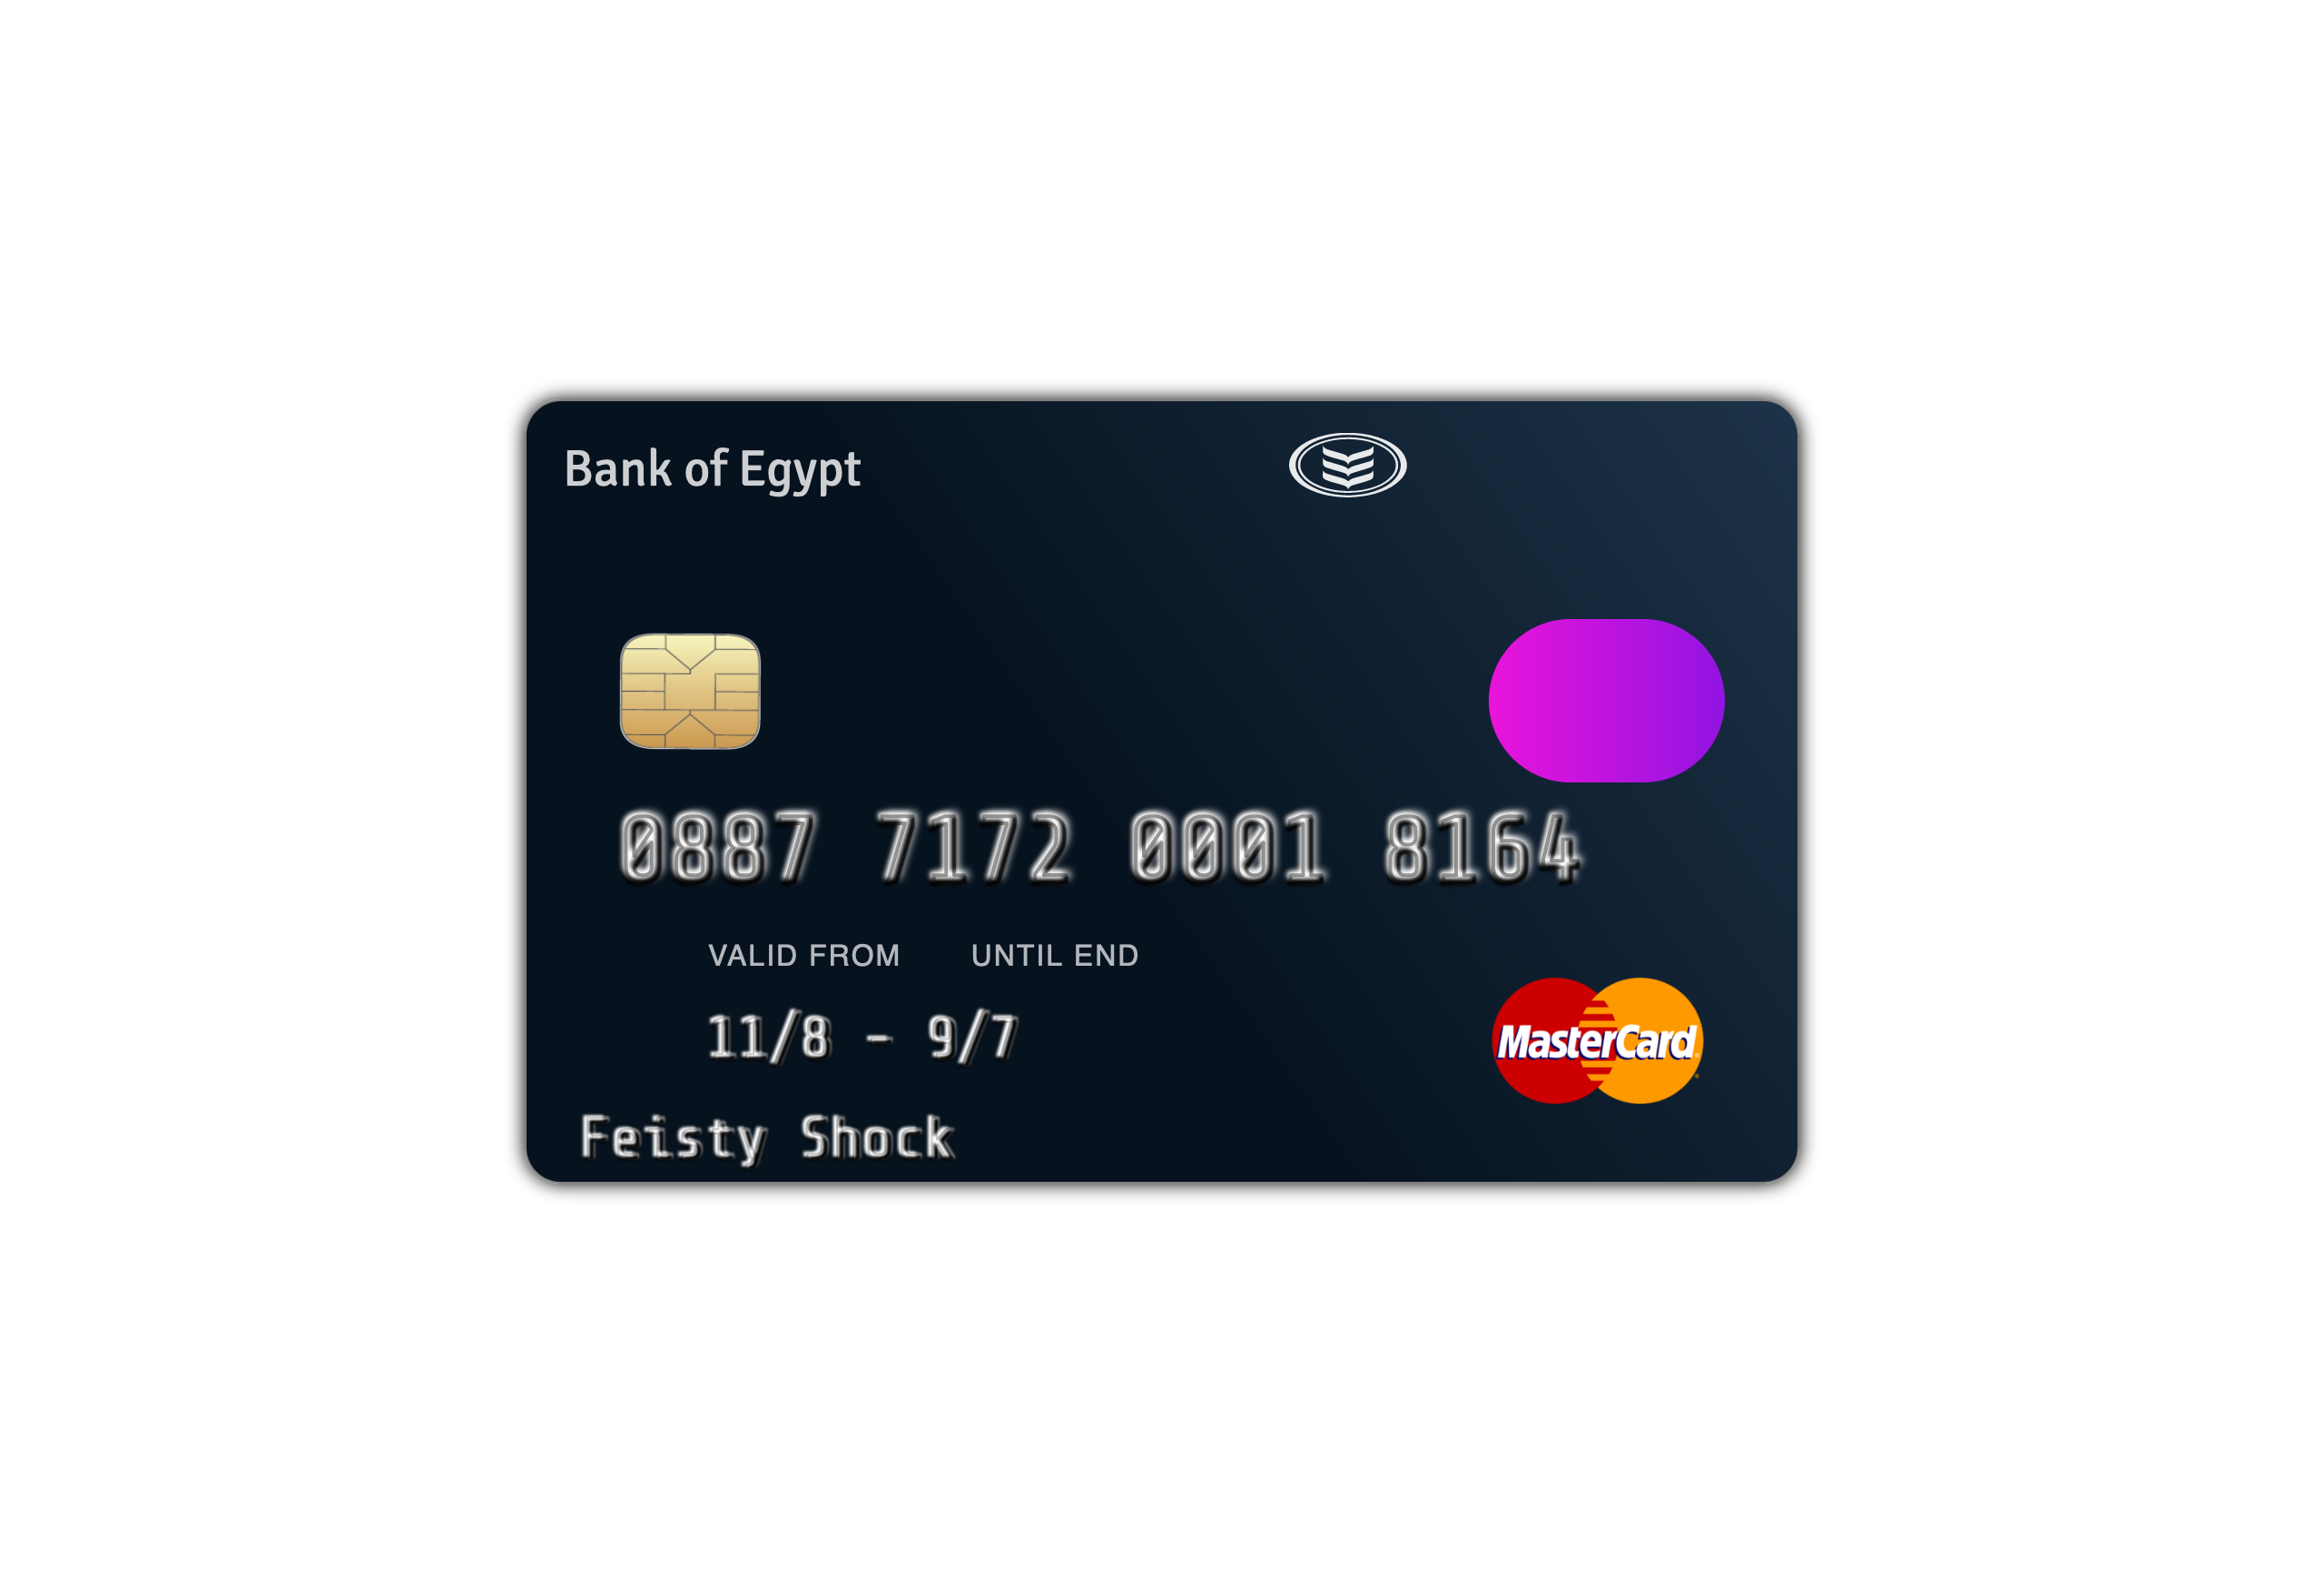 Bank of Egypt
0887 7172 0001 8164
VALID FROM UNTIL END
11/8 - 9/7
MasterCard
Feisty Shock